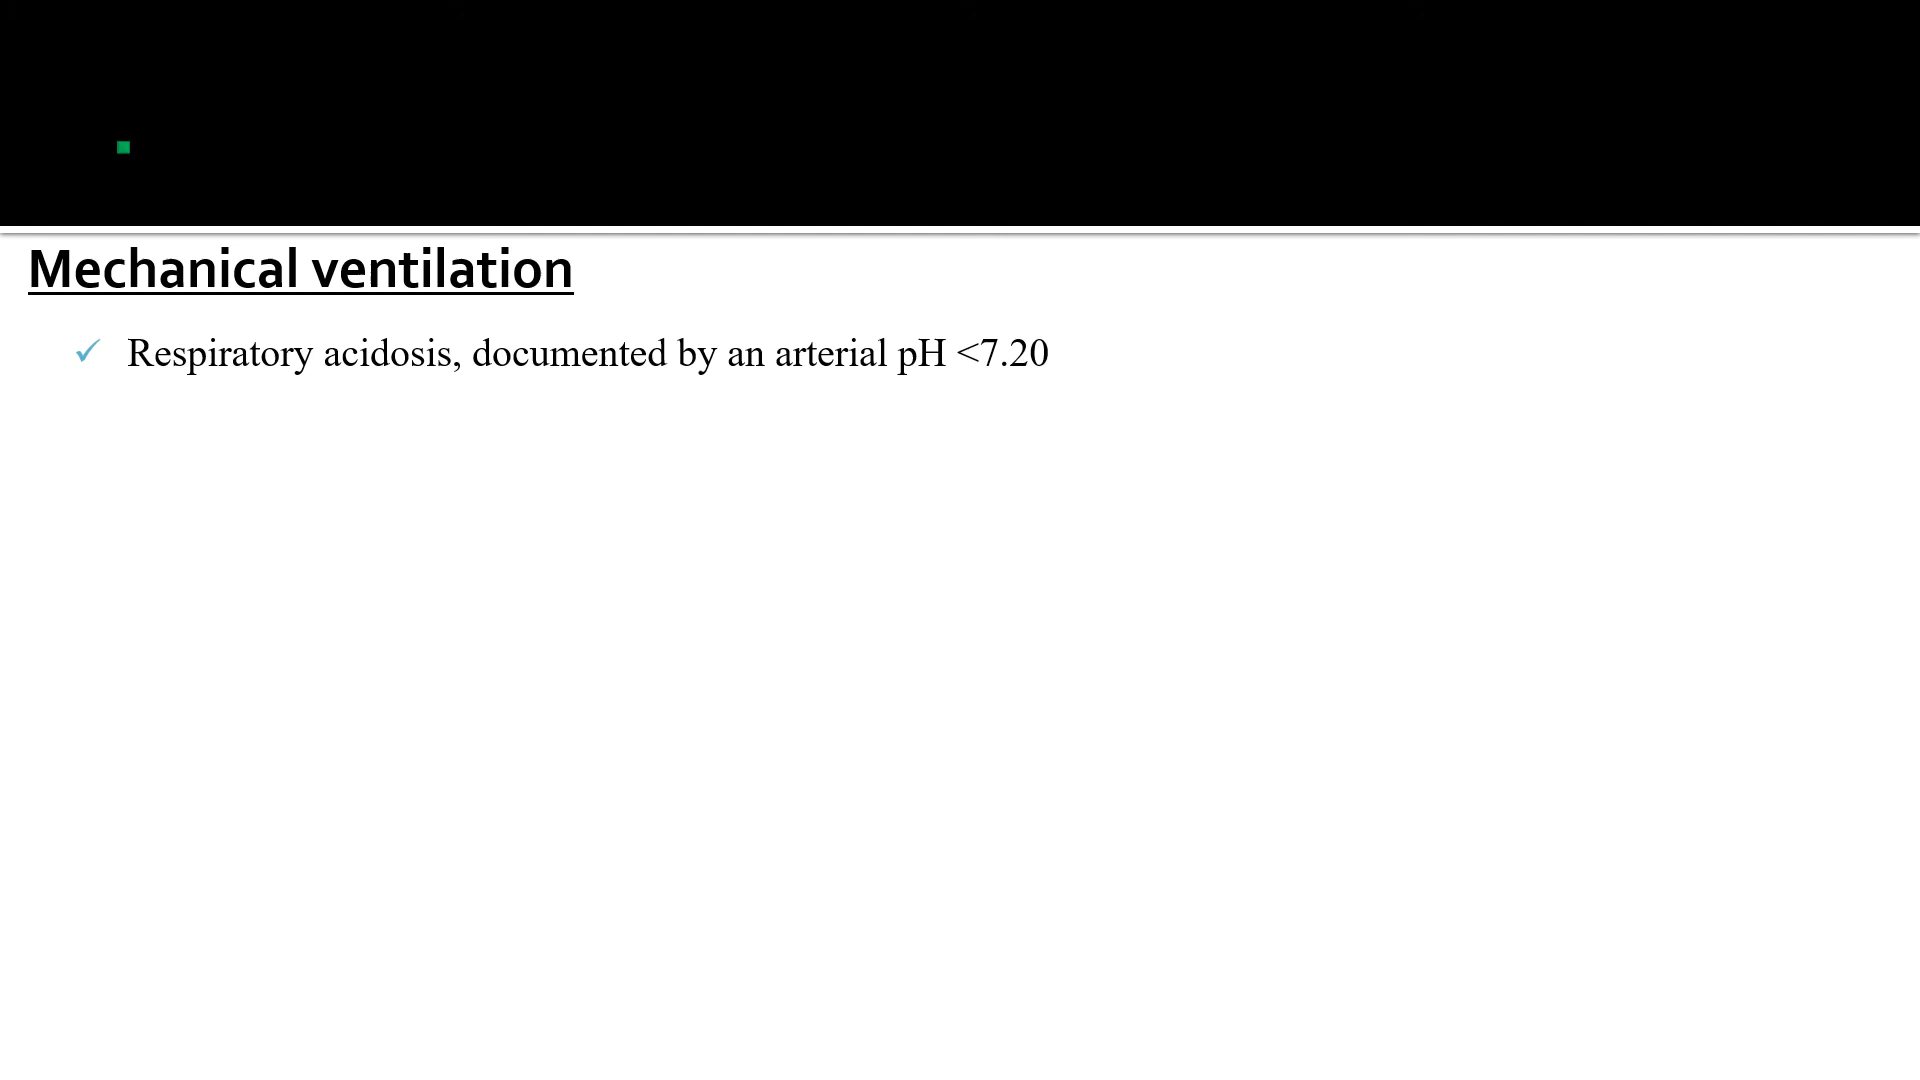 Mechanical ventilation
✓ Respiratory acidosis, documented by an arterial pH <7.20